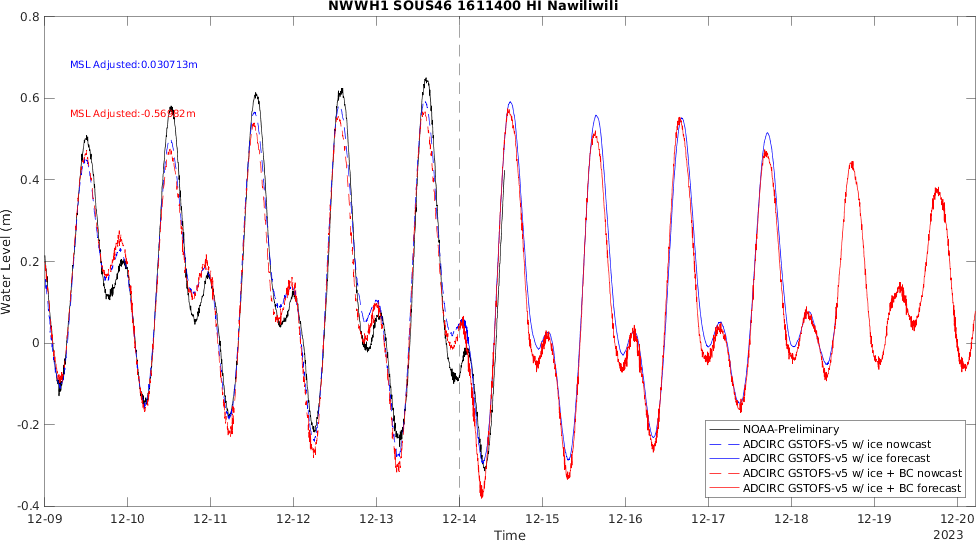 NWWH1 SOUS46 1611400 HI Nawiliwili
0.8
0.6
0.4
0.2
0
-0.2
-0.4
Water Level (m)
MSL Adjusted:0.030713m
12-09 12-10 12-11 12-12 12-13 12-14 12-15 12-16 12-17 12-18 12-19 12-20
Time
2023
NOAA-Preliminary
ADCIRC GSTOFS-v5 w/ ice nowcast
ADCIRC GSTOFS-v5 w/ ice forecast
ADCIRC GSTOFS-v5 w/ ice + BC nowcast
ADCIRC GSTOFS-v5 w/ ice + BC forecast
MSL Adjusted